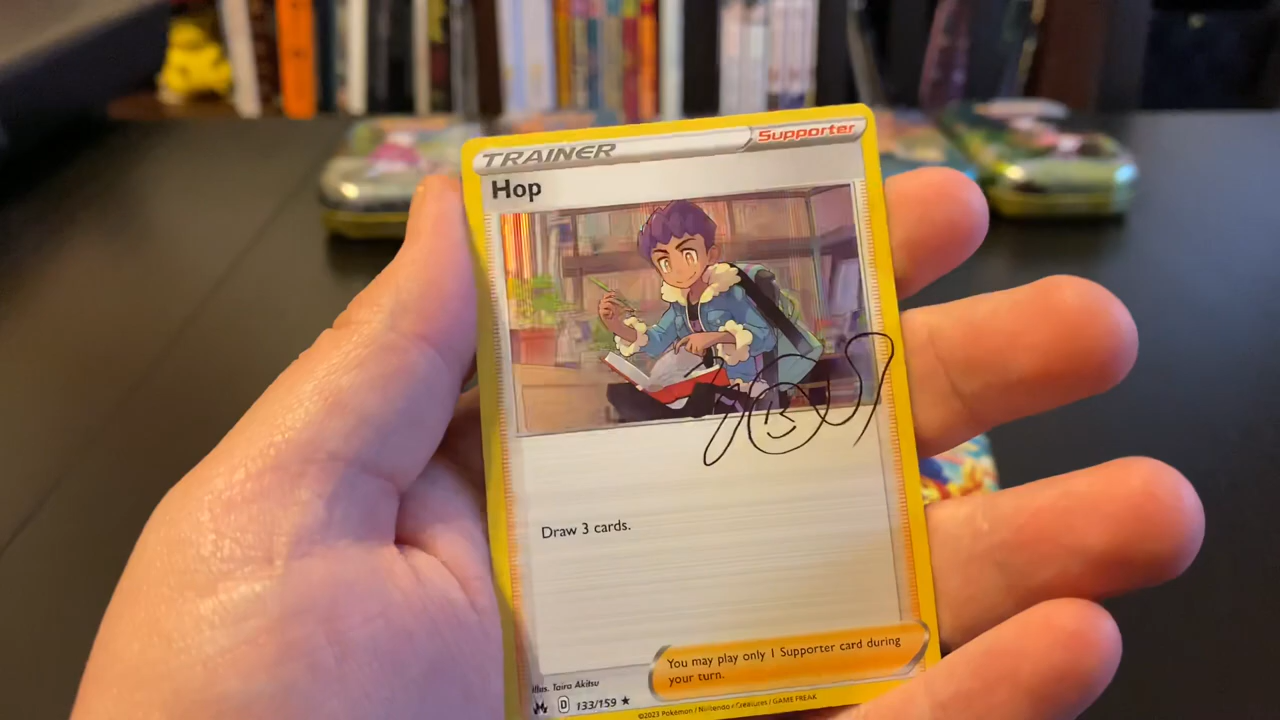 TRAINER Supporter
Hop
Draw 3 cards.
You may play only 1 Supporter card during
your turn.
Illus. Taira Akitsu
D 133/159 ★
©2023 Pokémon / Nintendo / Creatures / GAME FREAK